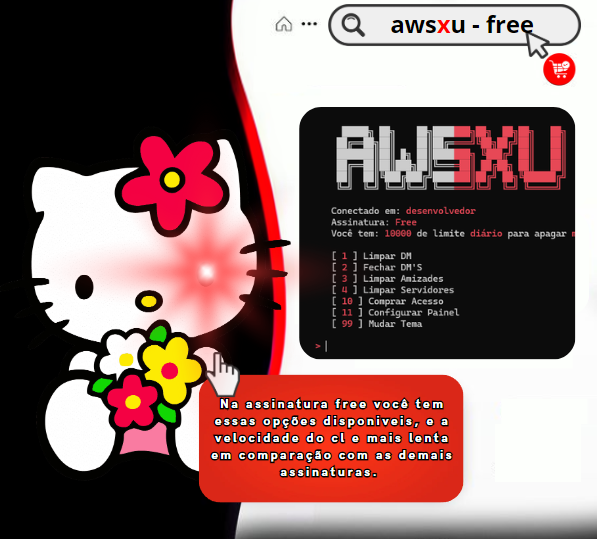 awsxu - free
AWSXU
Conectado em: desenvolvedor
Assinatura: Free
Você tem: 10000 de limite diário para apagar m
[ 1 ] Limpar DM
[ 2 ] Fechar DM'S
[ 3 ] Limpar Amizades
[ 4 ] Limpar Servidores
[ 10 ] Comprar Acesso
[ 11 ] Configurar Painel
[ 99 ] Mudar Tema
> |
Na assinatura free você tem
essas opções disponiveis, e a
velocidade do cl e mais lenta
em comparação com as demais
assinaturas.